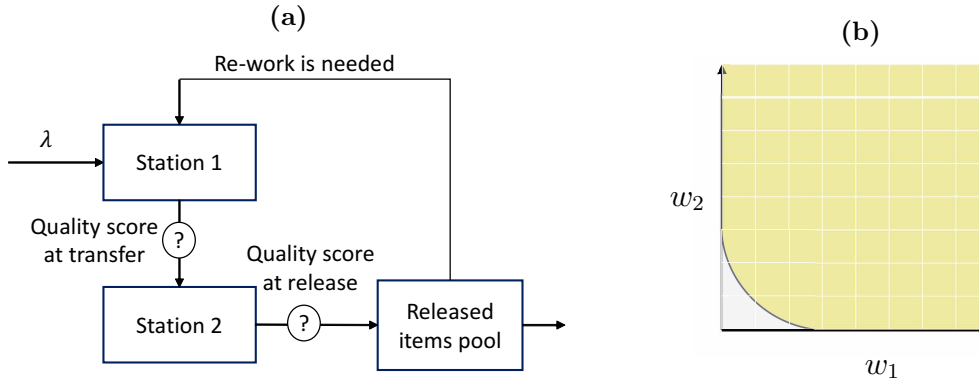 (a)
Re-work is needed
λ
Station 1
Quality score
at transfer
?
Quality score
at release
?
Station 2
Released
items pool
(b)
w₂
w₁